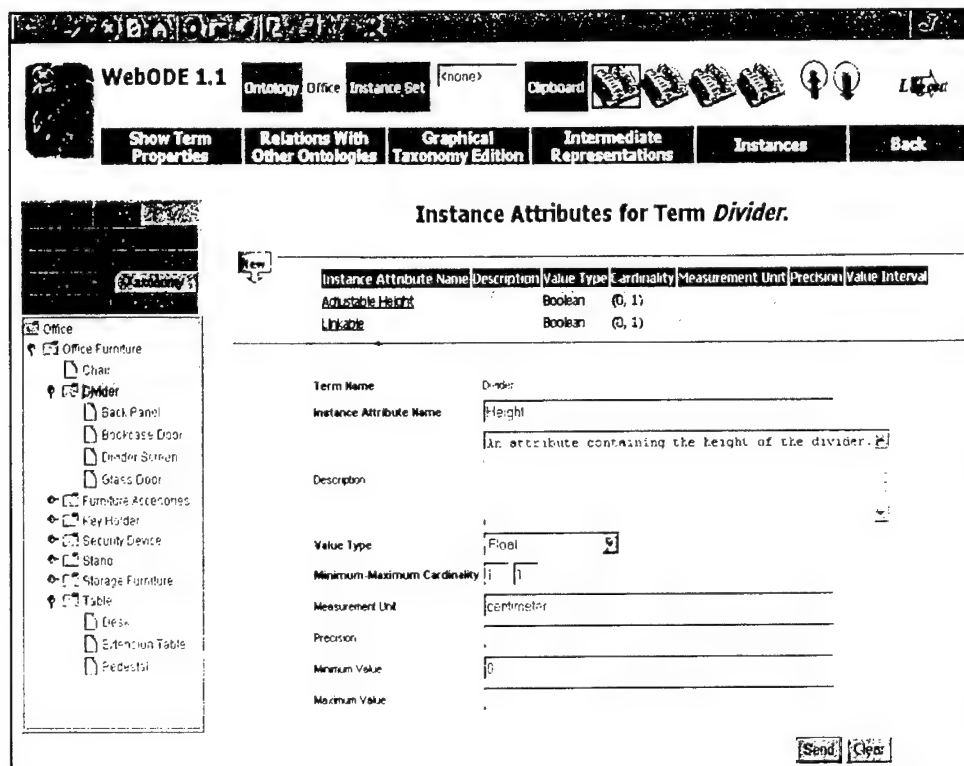 WebODE 1.1
Ontology Office Instance Set <none> Clipboard
Show Term Properties
Relations With Other Ontologies
Graphical Taxonomy Edition
Intermediate Representations
Instances
Back
Instance Attributes for Term Divider.
New
Instance Attribute Name Description Value Type Cardinality Measurement Unit Precision Value Interval
Adjustable Height Boolean (0, 1)
Linkable Boolean (0, 1)
Office
Office Furniture
Chair
Divider
Back Panel
Bookcase Door
Divider Screen
Glass Door
Furniture Accesories
Key Holder
Security Device
Stand
Storage Furniture
Table
Desk
Extension Table
Pedestal
Term Name Divider
Instance Attribute Name Height
An attribute containing the height of the divider.
Description
Value Type Float
Minimum-Maximum Cardinality 1 1
Measurement Unit centimeter
Precision
Minimum Value 0
Maximum Value
Send Clear